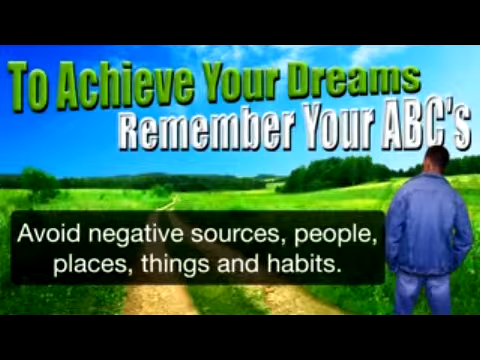 To Achieve Your Dreams
Remember Your ABC's
Avoid negative sources, people,
places, things and habits.